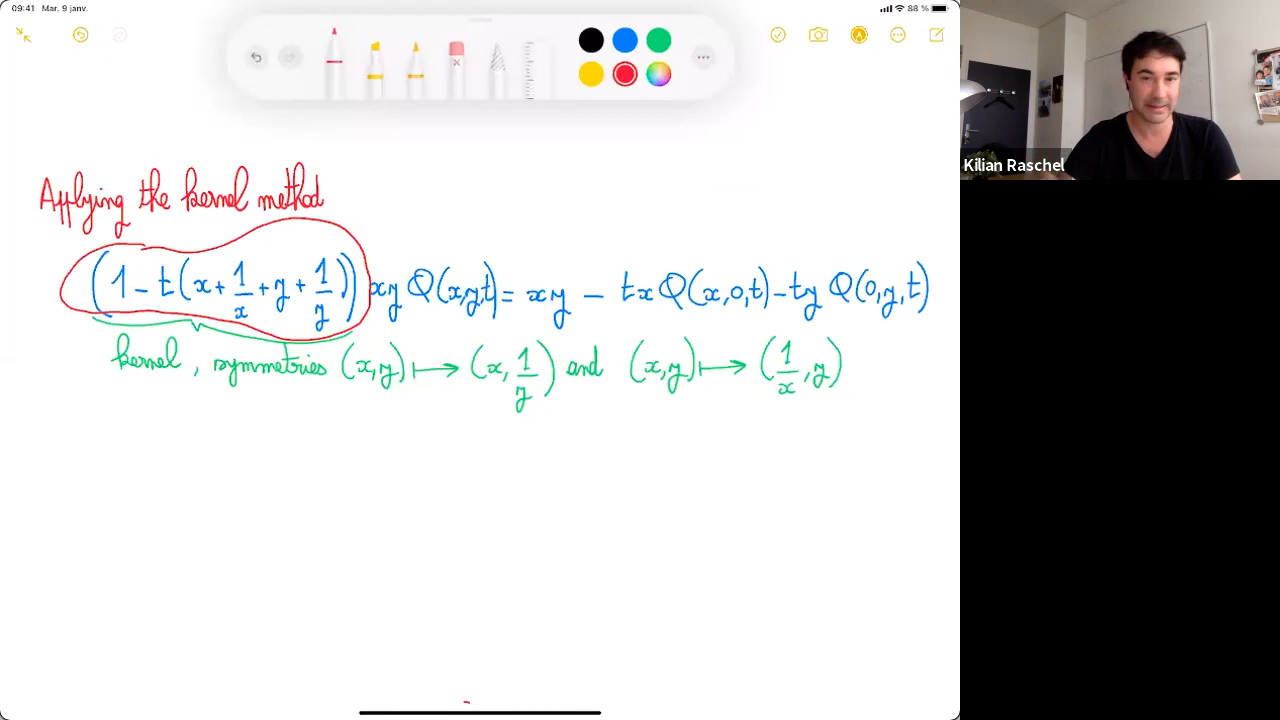 09:41 Mar. 9 janv.
88 %
Kilian Raschel
Applying the kernel method
(1 - t(x + 1/x + y + 1/y)) xy Q(x,y,t) = xy - tx Q(x,0,t) - ty Q(0,y,t)
kernel, symmetries (x,y) ⟼ (x, 1/y) and (x,y) ⟼ (1/x, y)